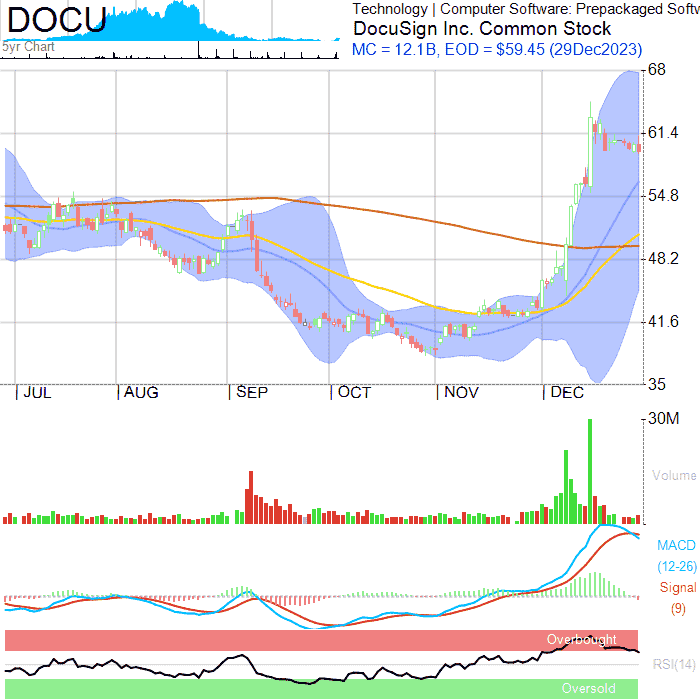 DOCU
5yr Chart
Technology | Computer Software: Prepackaged Softw
DocuSign Inc. Common Stock
MC = 12.1B, EOD = $59.45 (29Dec2023)
68
61.4
54.8
48.2
41.6
35
|JUL |AUG |SEP |OCT |NOV |DEC
30M
Volume
MACD
(12-26)
Signal
(9)
Overbought
RSI(14)
Oversold